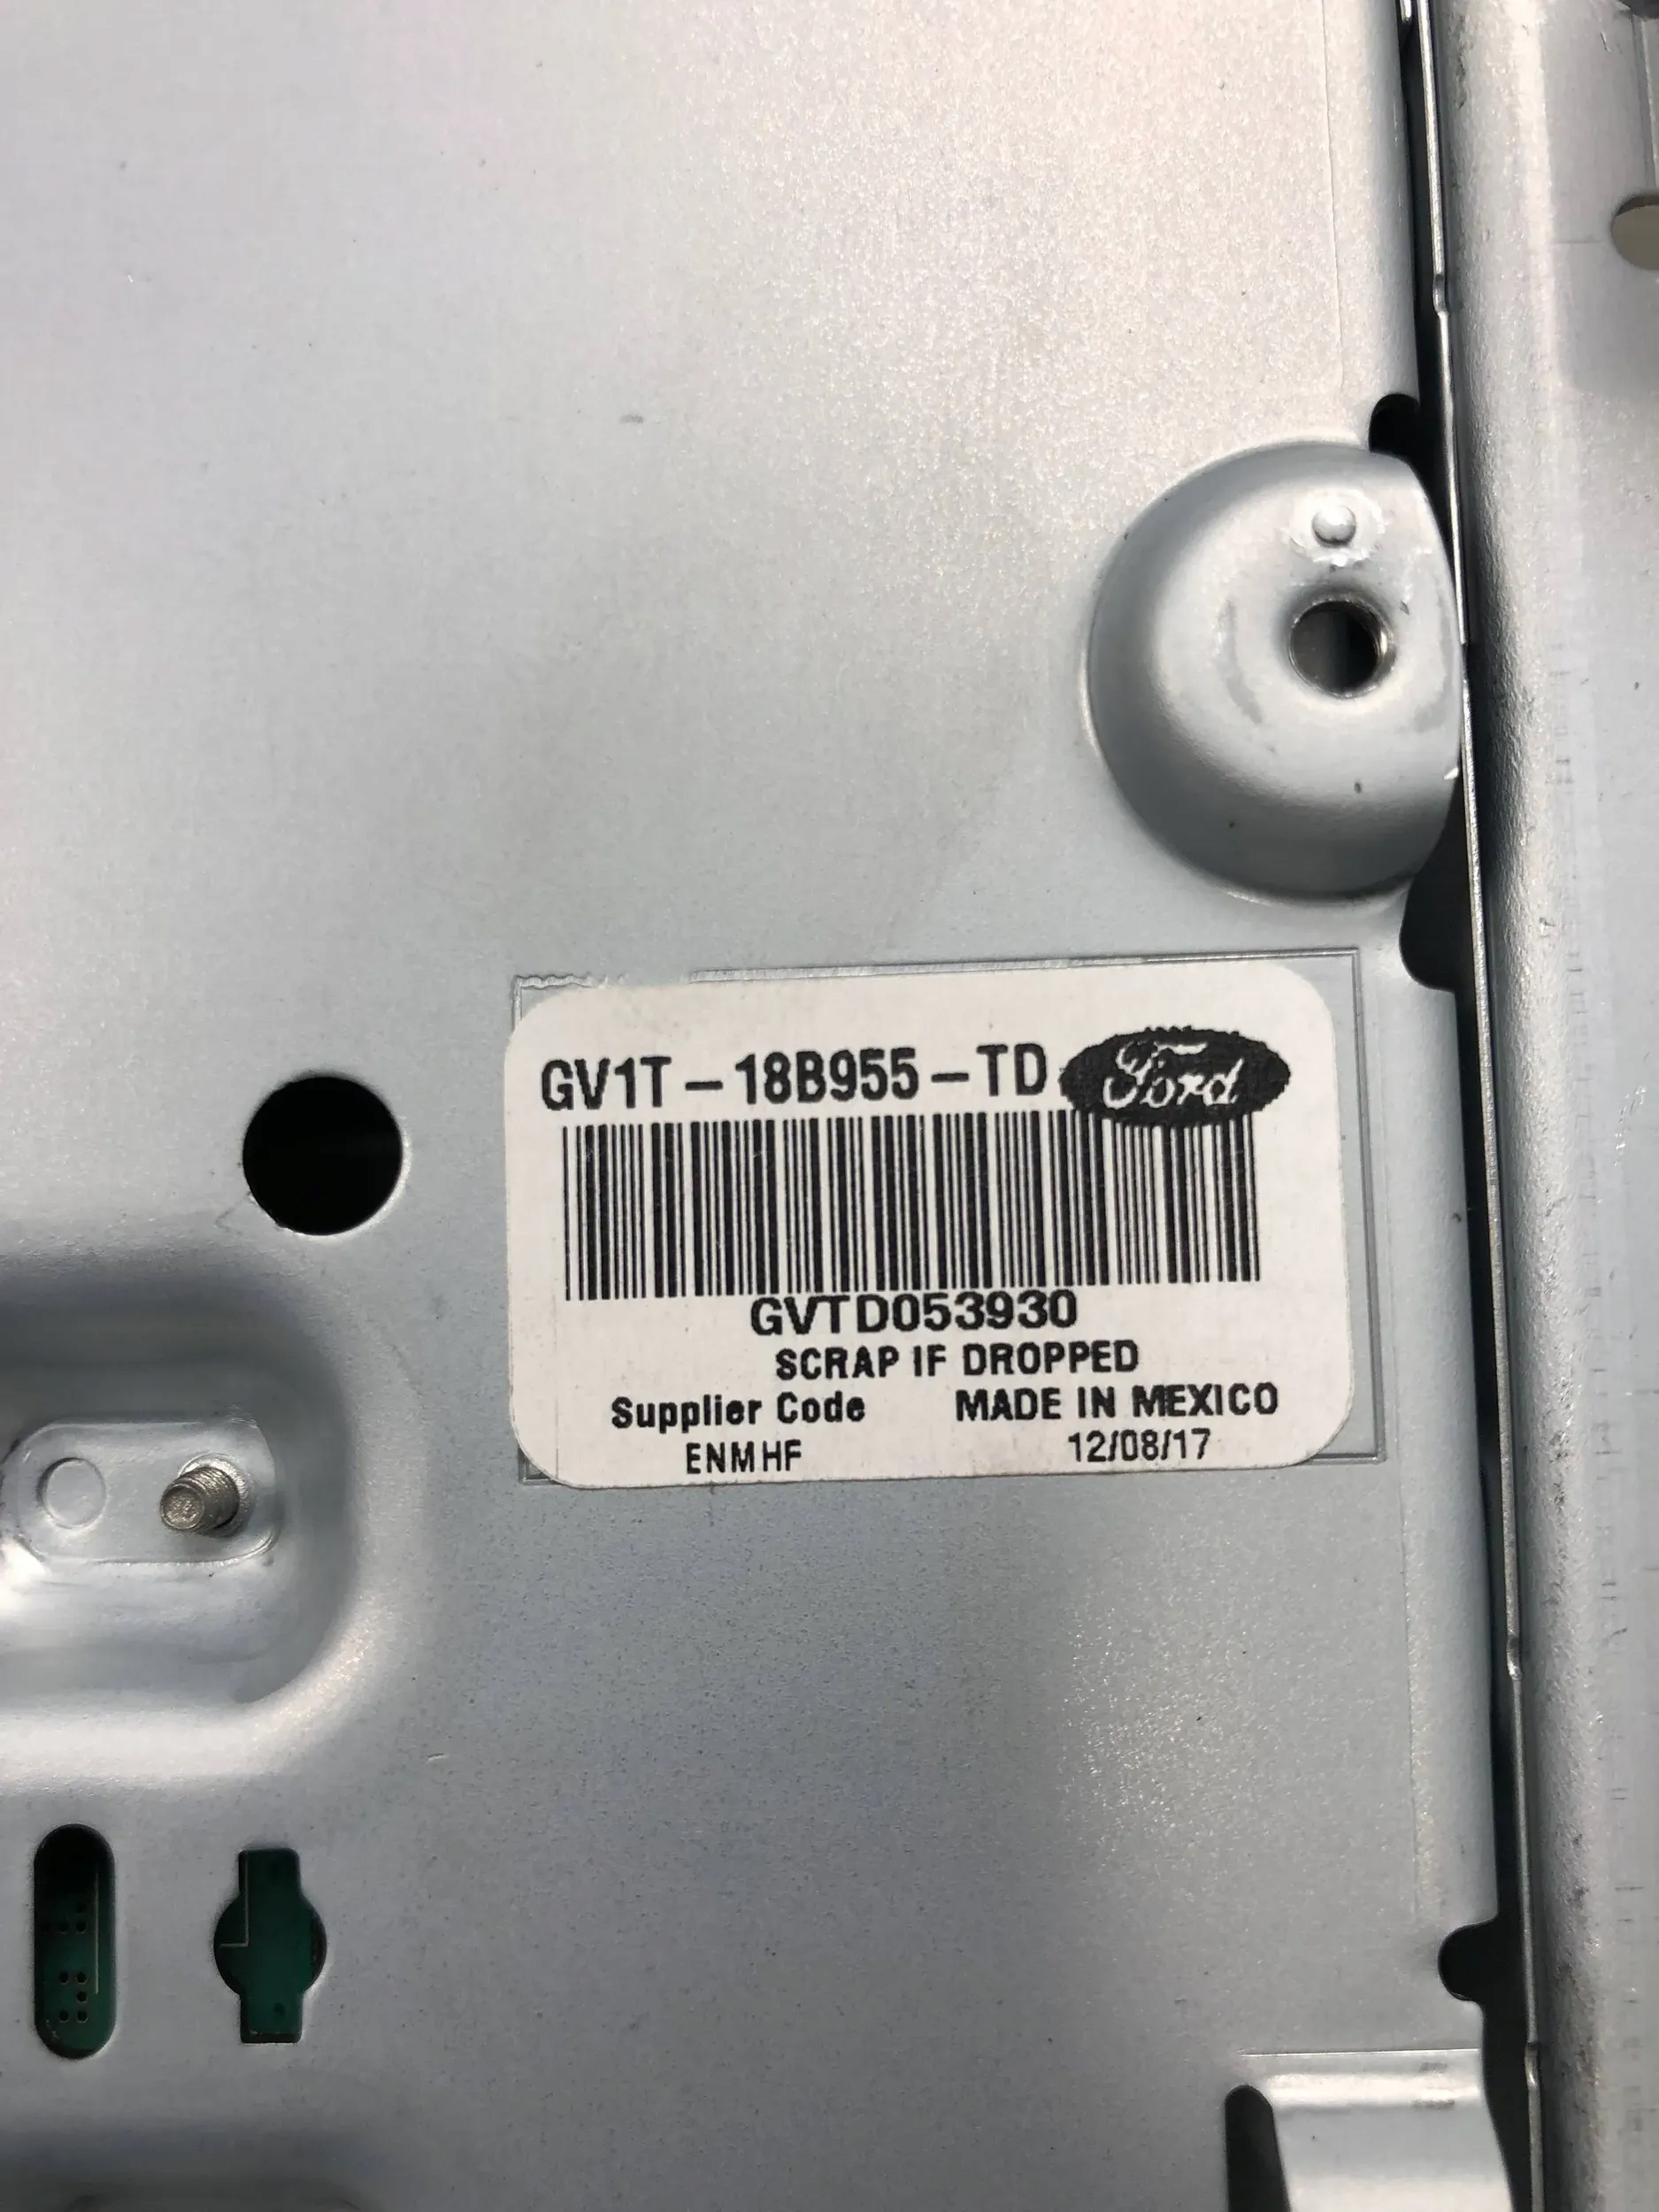 GV1T-18B955-TD Ford
GVTD053930
SCRAP IF DROPPED
Supplier Code MADE IN MEXICO
ENMHF 12/08/17